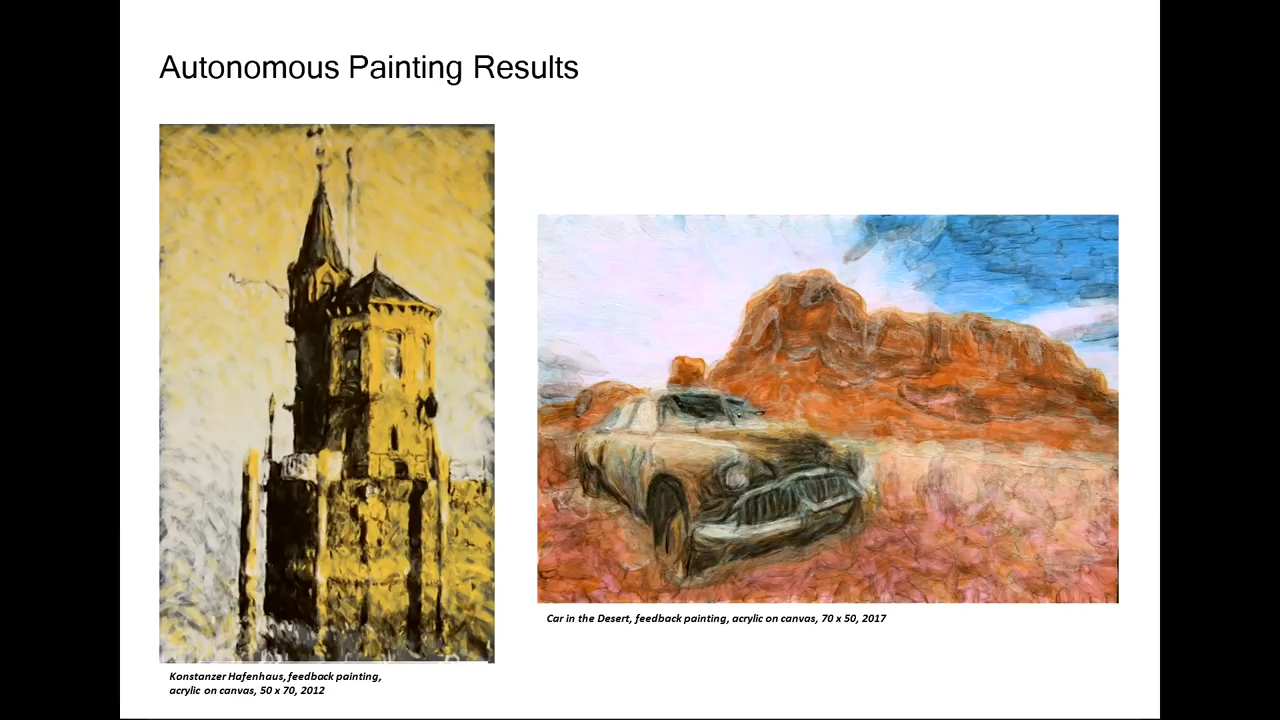 Autonomous Painting Results
Konstanzer Hafenhaus, feedback painting,
acrylic on canvas, 50 x 70, 2012
Car in the Desert, feedback painting, acrylic on canvas, 70 x 50, 2017